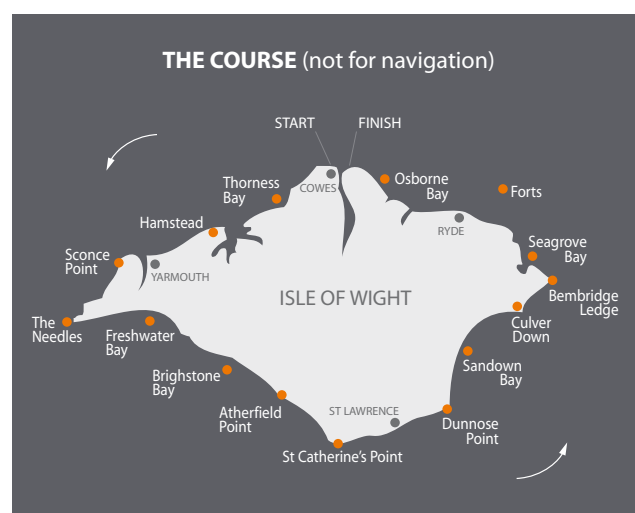 THE COURSE (not for navigation)
START
FINISH
Thorness
Bay
COWES
Osborne
Bay
Forts
Hamstead
RYDE
Seagrove
Bay
Sconce
Point
YARMOUTH
ISLE OF WIGHT
Bembridge
Ledge
The
Needles
Freshwater
Bay
Culver
Down
Brighstone
Bay
Sandown
Bay
Atherfield
Point
ST LAWRENCE
Dunnose
Point
St Catherine's Point